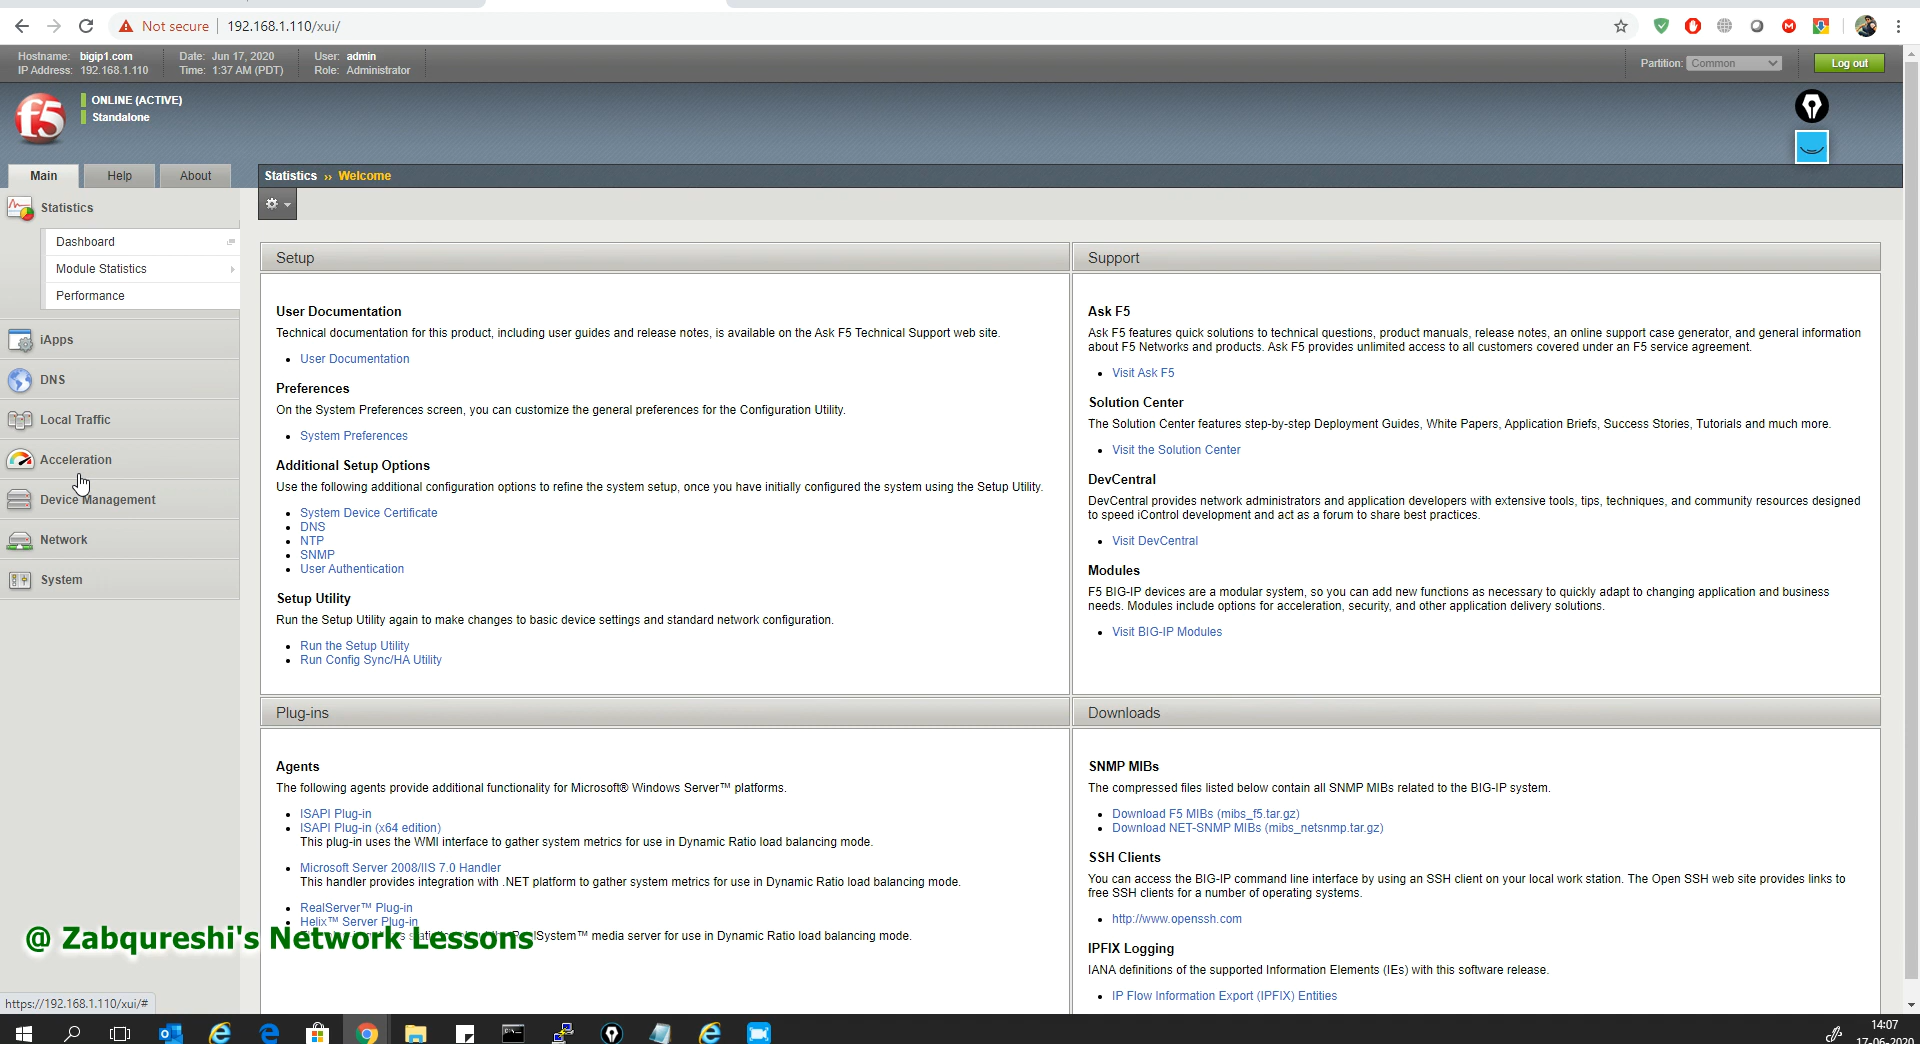 Not secure 192.168.1.110/xui/
Hostname: bigip1.com Date: Jun 17, 2020 User: admin
IP Address: 192.168.1.110 Time: 1:37 AM (PDT) Role: Administrator
Partition: Common Log out
f5
ONLINE (ACTIVE)
Standalone
Main Help About
Statistics ›› Welcome
Statistics
Dashboard
Module Statistics
Performance
iApps
DNS
Local Traffic
Acceleration
Device Management
Network
System
Setup
User Documentation
Technical documentation for this product, including user guides and release notes, is available on the Ask F5 Technical Support web site.
User Documentation
Preferences
On the System Preferences screen, you can customize the general preferences for the Configuration Utility.
System Preferences
Additional Setup Options
Use the following additional configuration options to refine the system setup, once you have initially configured the system using the Setup Utility.
System Device Certificate
DNS
NTP
SNMP
User Authentication
Setup Utility
Run the Setup Utility again to make changes to basic device settings and standard network configuration.
Run the Setup Utility
Run Config Sync/HA Utility
Support
Ask F5
Ask F5 features quick solutions to technical questions, product manuals, release notes, an online support case generator, and general information
about F5 Networks and products. Ask F5 provides unlimited access to all customers covered under an F5 service agreement.
Visit Ask F5
Solution Center
The Solution Center features step-by-step Deployment Guides, White Papers, Application Briefs, Success Stories, Tutorials and much more.
Visit the Solution Center
DevCentral
DevCentral provides network administrators and application developers with extensive tools, tips, techniques, and community resources designed
to speed iControl development and act as a forum to share best practices.
Visit DevCentral
Modules
F5 BIG-IP devices are a modular system, so you can add new functions as necessary to quickly adapt to changing application and business
needs. Modules include options for acceleration, security, and other application delivery solutions.
Visit BIG-IP Modules
Plug-ins
Agents
The following agents provide additional functionality for Microsoft® Windows Server™ platforms.
ISAPI Plug-in
ISAPI Plug-in (x64 edition)
This plug-in uses the WMI interface to gather system metrics for use in Dynamic Ratio load balancing mode.
Microsoft Server 2008/IIS 7.0 Handler
This handler provides integration with .NET platform to gather system metrics for use in Dynamic Ratio load balancing mode.
RealServer™ Plug-in
Helix™ Server Plug-in
media server for use in Dynamic Ratio load balancing mode.
Downloads
SNMP MIBs
The compressed files listed below contain all SNMP MIBs related to the BIG-IP system.
Download F5 MIBs (mibs_f5.tar.gz)
Download NET-SNMP MIBs (mibs_netsnmp.tar.gz)
SSH Clients
You can access the BIG-IP command line interface by using an SSH client on your local work station. The Open SSH web site provides links to
free SSH clients for a number of operating systems.
http://www.openssh.com
IPFIX Logging
IANA definitions of the supported Information Elements (IEs) with this software release.
IP Flow Information Export (IPFIX) Entities
@ Zabqureshi's Network Lessons
https://192.168.1.110/xui/#
14:07
17-06-2020